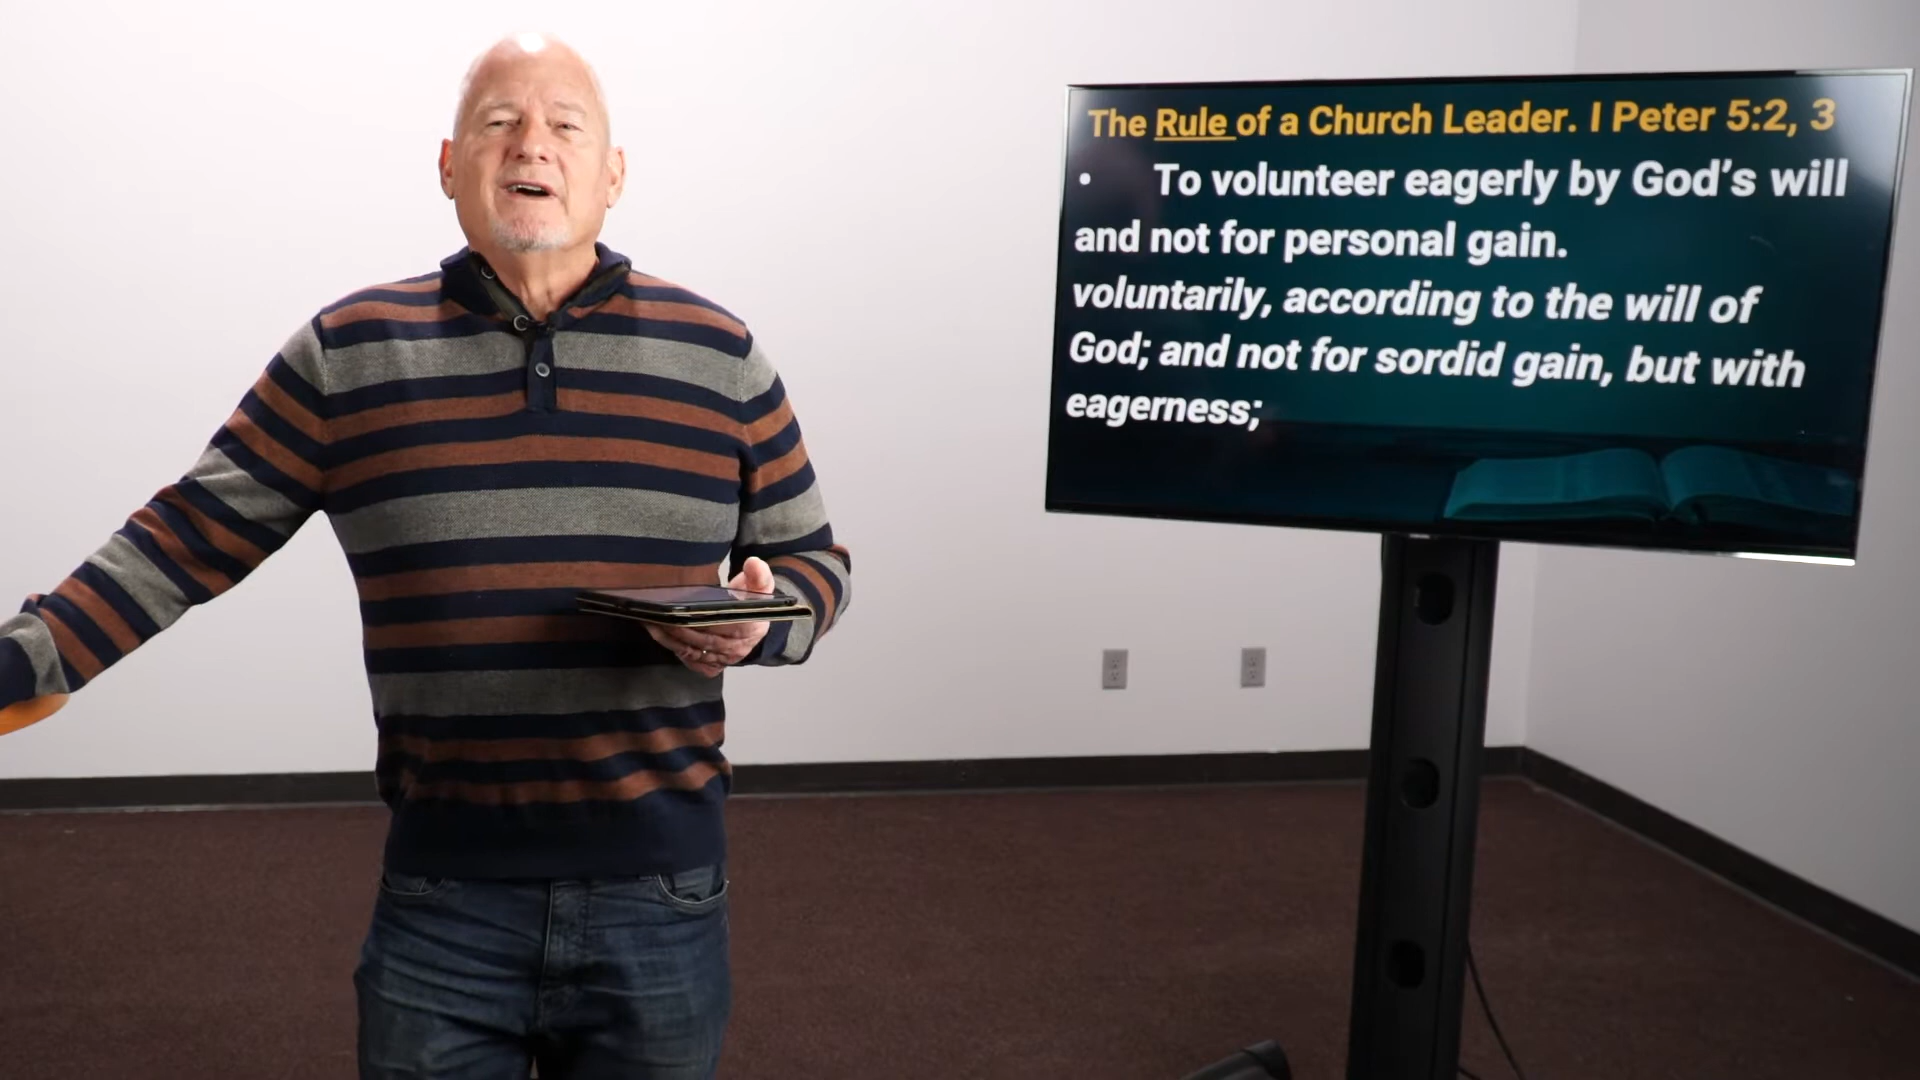 The Rule of a Church Leader. I Peter 5:2, 3
• To volunteer eagerly by God's will
and not for personal gain.
voluntarily, according to the will of
God; and not for sordid gain, but with
eagerness;